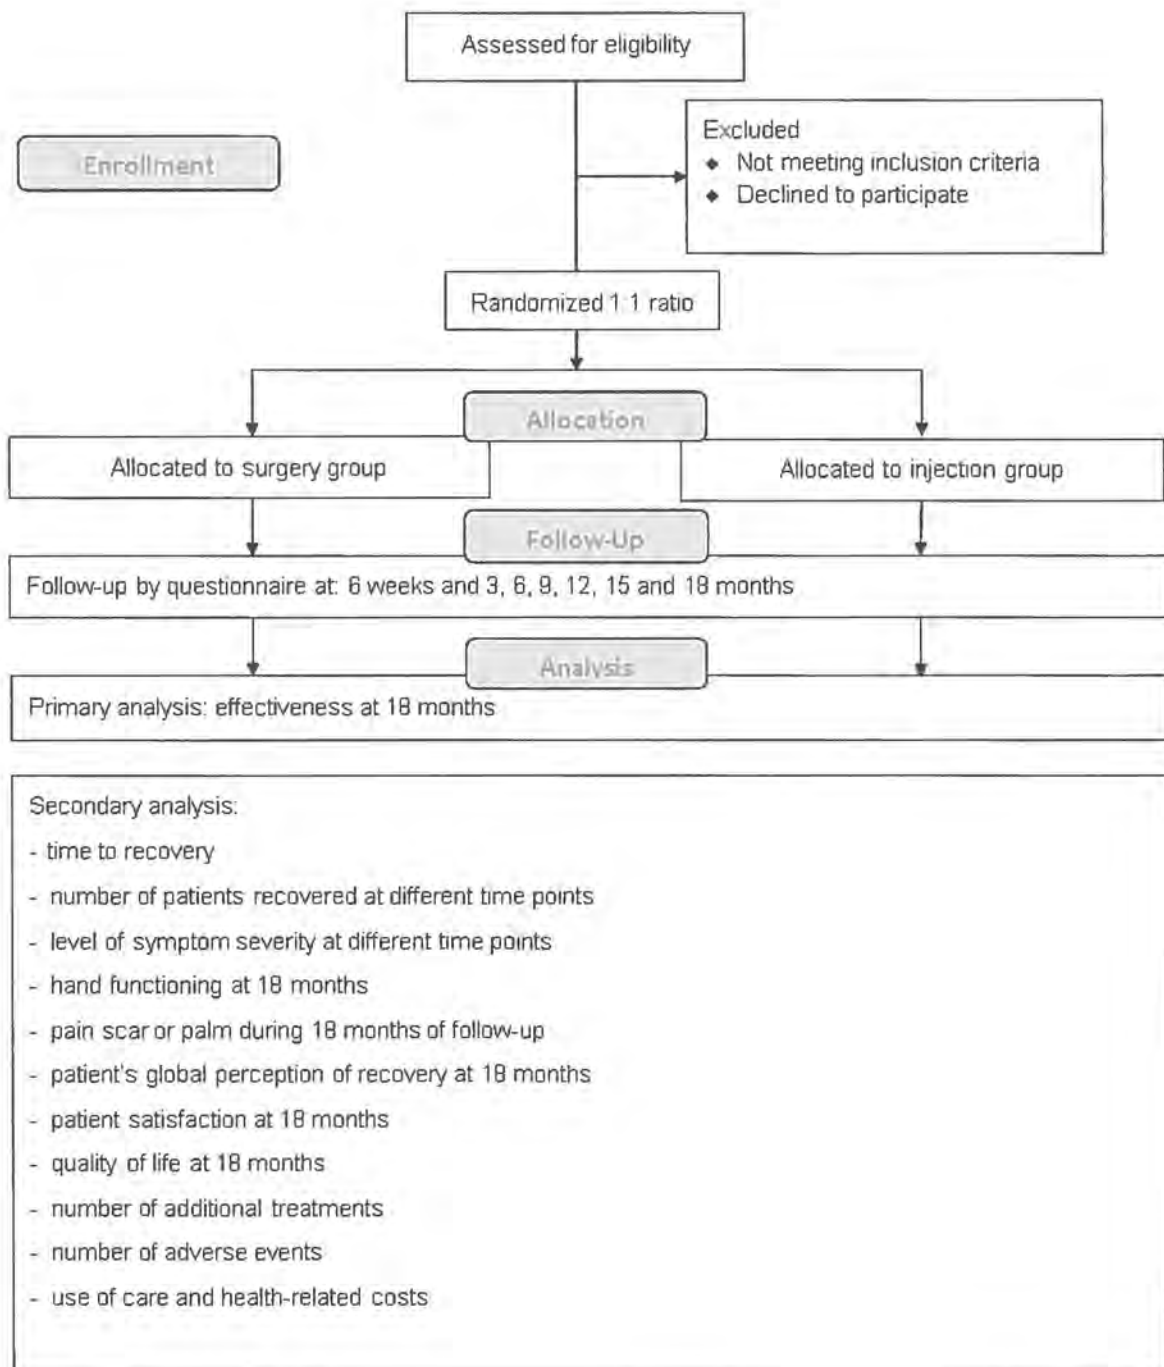 Assessed for eligibility
Enrollment
Excluded
◆ Not meeting inclusion criteria
◆ Declined to participate
Randomized 1:1 ratio
Allocation
Allocated to surgery group
Allocated to injection group
Follow-Up
Follow-up by questionnaire at: 6 weeks and 3, 6, 9, 12, 15 and 18 months
Analysis
Primary analysis: effectiveness at 18 months
Secondary analysis:
- time to recovery
- number of patients recovered at different time points
- level of symptom severity at different time points
- hand functioning at 18 months
- pain scar or palm during 18 months of follow-up
- patient's global perception of recovery at 18 months
- patient satisfaction at 18 months
- quality of life at 18 months
- number of additional treatments
- number of adverse events
- use of care and health-related costs